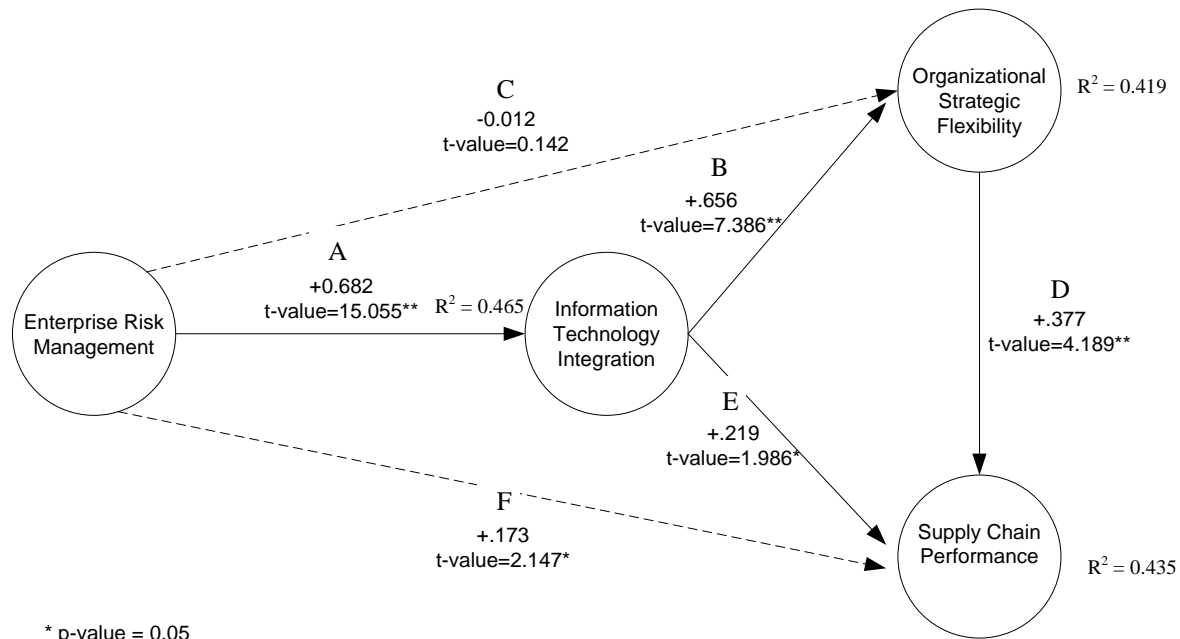 Organizational
Strategic
Flexibility
R² = 0.419
C
-0.012
t-value=0.142
B
+.656
t-value=7.386**
A
+0.682
t-value=15.055**
R² = 0.465
Enterprise Risk
Management
Information
Technology
Integration
D
+.377
t-value=4.189**
E
+.219
t-value=1.986*
F
+.173
t-value=2.147*
Supply Chain
Performance
R² = 0.435
* p-value = 0.05